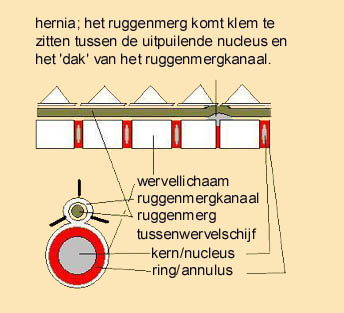 hernia; het ruggenmerg komt klem te
zitten tussen de uitpuilende nucleus en
het 'dak' van het ruggenmergkanaal.
wervellichaam
ruggenmergkanaal
ruggenmerg
tussenwervelschijf
kern/nucleus
ring/annulus